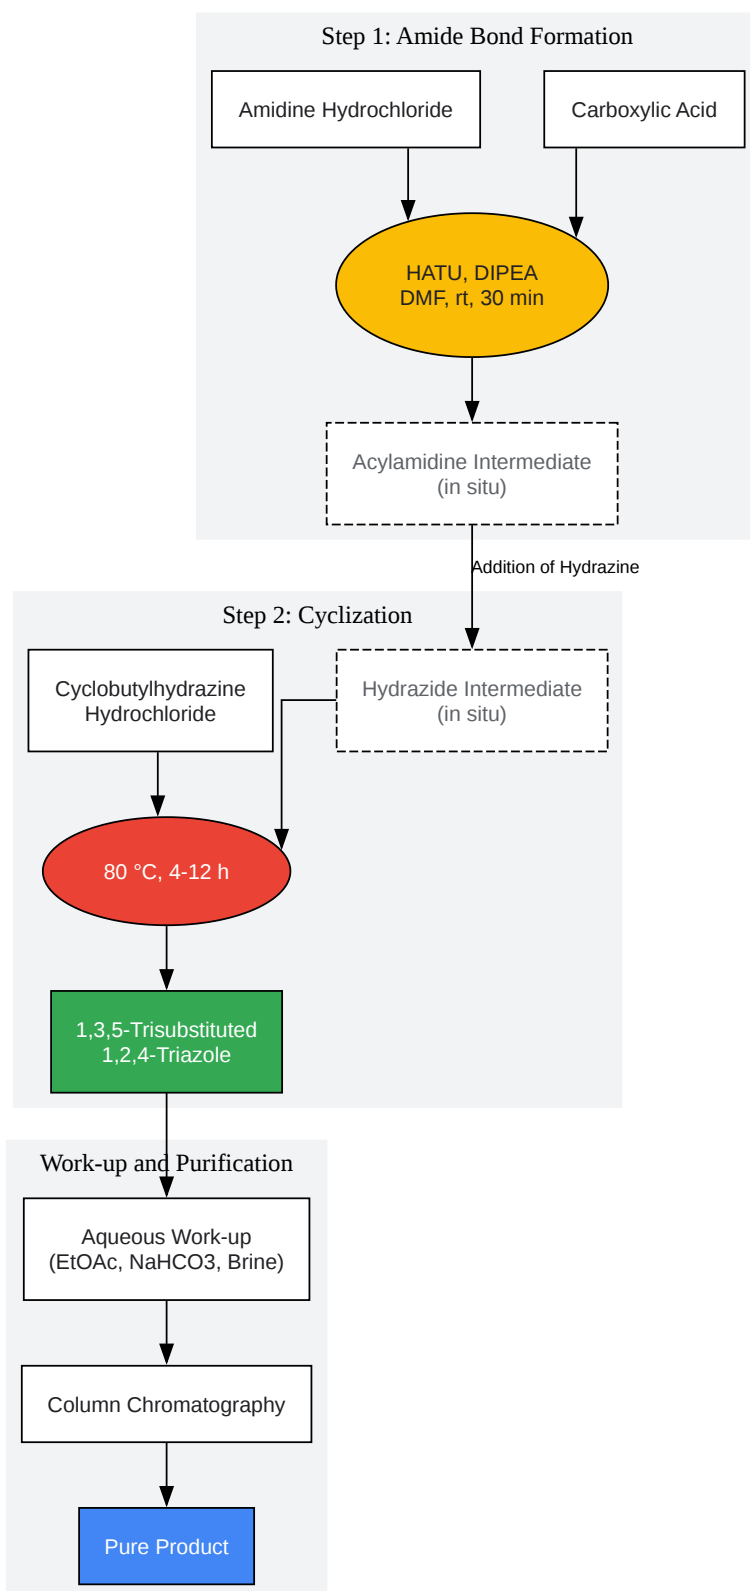 Step 1: Amide Bond Formation
Amidine Hydrochloride
Carboxylic Acid
HATU, DIPEA
DMF, rt, 30 min
Acylamidine Intermediate
(in situ)
Addition of Hydrazine
Step 2: Cyclization
Cyclobutylhydrazine
Hydrochloride
Hydrazide Intermediate
(in situ)
80 °C, 4-12 h
1,3,5-Trisubstituted
1,2,4-Triazole
Work-up and Purification
Aqueous Work-up
(EtOAc, NaHCO3, Brine)
Column Chromatography
Pure Product